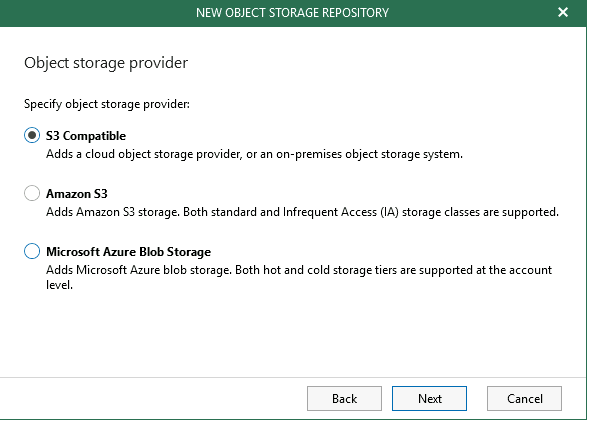 NEW OBJECT STORAGE REPOSITORY
Object storage provider
Specify object storage provider:
S3 Compatible
Adds a cloud object storage provider, or an on-premises object storage system.
Amazon S3
Adds Amazon S3 storage. Both standard and Infrequent Access (IA) storage classes are supported.
Microsoft Azure Blob Storage
Adds Microsoft Azure blob storage. Both hot and cold storage tiers are supported at the account
level.
Back Next Cancel